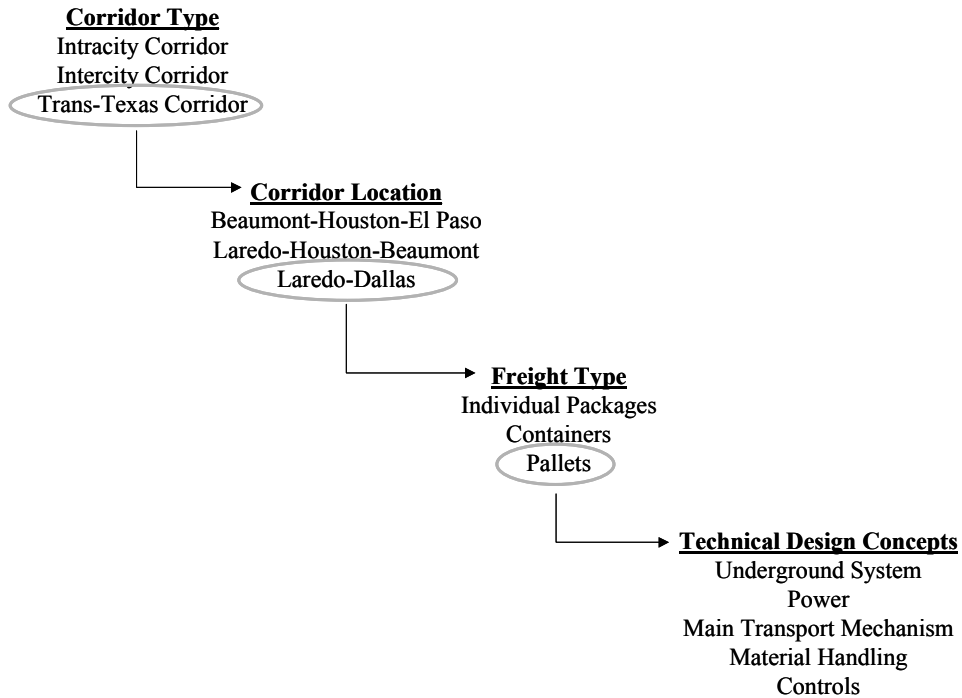 Corridor Type
Intracity Corridor
Intercity Corridor
Trans-Texas Corridor
Corridor Location
Beaumont-Houston-El Paso
Laredo-Houston-Beaumont
Laredo-Dallas
Freight Type
Individual Packages
Containers
Pallets
Technical Design Concepts
Underground System
Power
Main Transport Mechanism
Material Handling
Controls